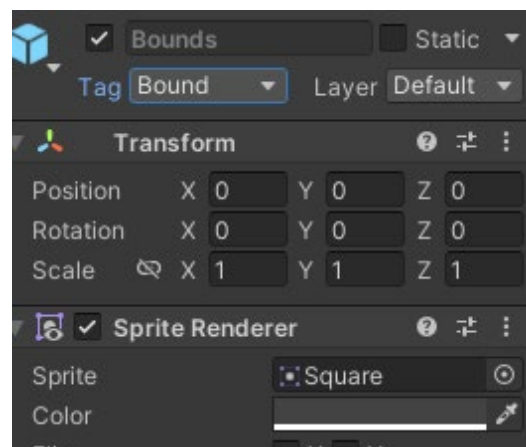 Bounds Static
Tag Bound Layer Default
Transform
Position X 0 Y 0 Z 0
Rotation X 0 Y 0 Z 0
Scale X 1 Y 1 Z 1
Sprite Renderer
Sprite Square
Color